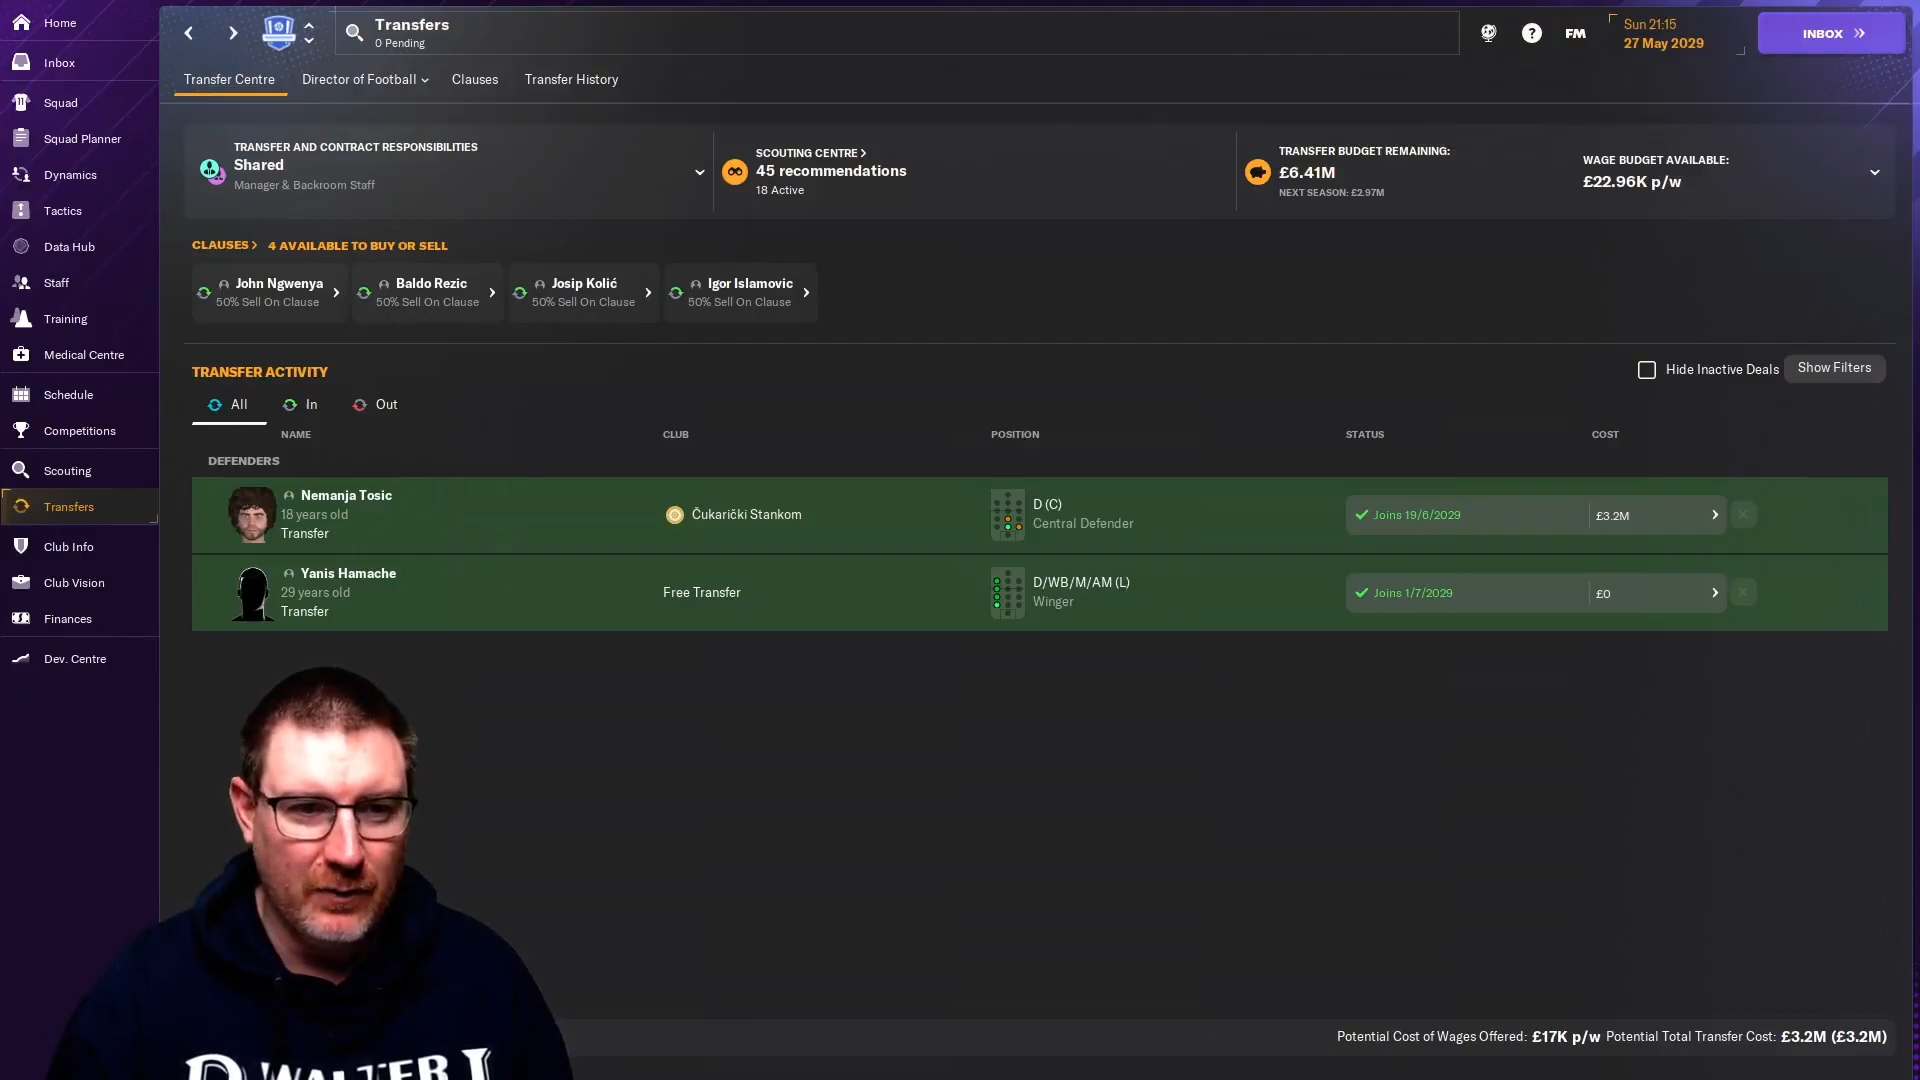 Home
Inbox
Squad
Squad Planner
Dynamics
Tactics
Data Hub
Staff
Training
Medical Centre
Schedule
Competitions
Scouting
Transfers
Club Info
Club Vision
Finances
Dev. Centre
Transfers
0 Pending
FM
Sun 21:15
27 May 2029
INBOX
Transfer Centre Director of Football Clauses Transfer History
TRANSFER AND CONTRACT RESPONSIBILITIES
Shared
Manager & Backroom Staff
SCOUTING CENTRE
45 recommendations
18 Active
TRANSFER BUDGET REMAINING:
£6.41M
NEXT SEASON: £2.97M
WAGE BUDGET AVAILABLE:
£22.96K p/w
CLAUSES 4 AVAILABLE TO BUY OR SELL
John Ngwenya
50% Sell On Clause
Baldo Rezic
50% Sell On Clause
Josip Kolić
50% Sell On Clause
Igor Islamovic
50% Sell On Clause
TRANSFER ACTIVITY
Hide Inactive Deals Show Filters
All In Out
NAME CLUB POSITION STATUS COST
DEFENDERS
Nemanja Tosic
18 years old
Transfer
Čukarički Stankom
D (C)
Central Defender
Joins 19/6/2029 £3.2M
Yanis Hamache
29 years old
Transfer
Free Transfer
D/WB/M/AM (L)
Winger
Joins 1/7/2029 £0
Potential Cost of Wages Offered: £17K p/w Potential Total Transfer Cost: £3.2M (£3.2M)
D WALTER J